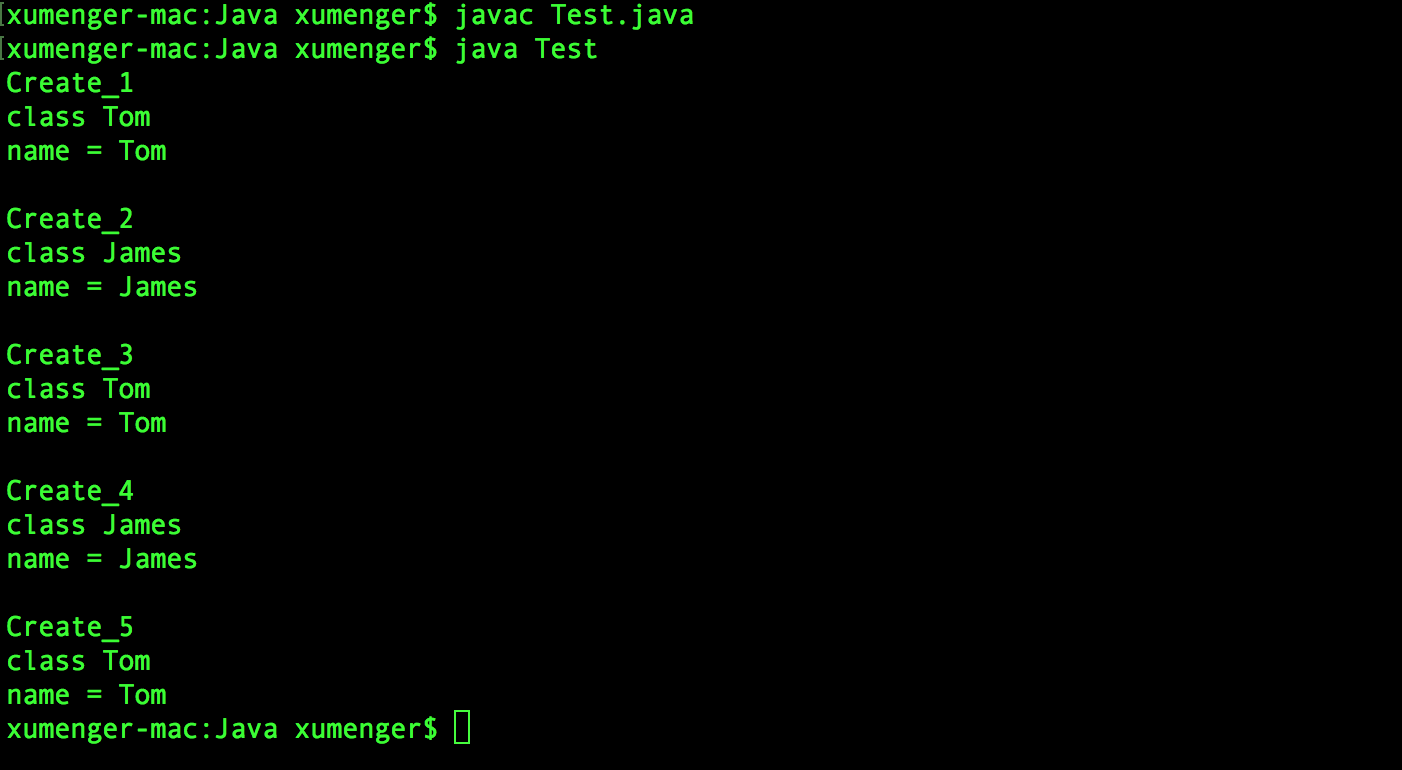 xumenger-mac:Java xumenger$ javac Test.java
xumenger-mac:Java xumenger$ java Test
Create_1
class Tom
name = Tom
Create_2
class James
name = James
Create_3
class Tom
name = Tom
Create_4
class James
name = James
Create_5
class Tom
name = Tom
xumenger-mac:Java xumenger$